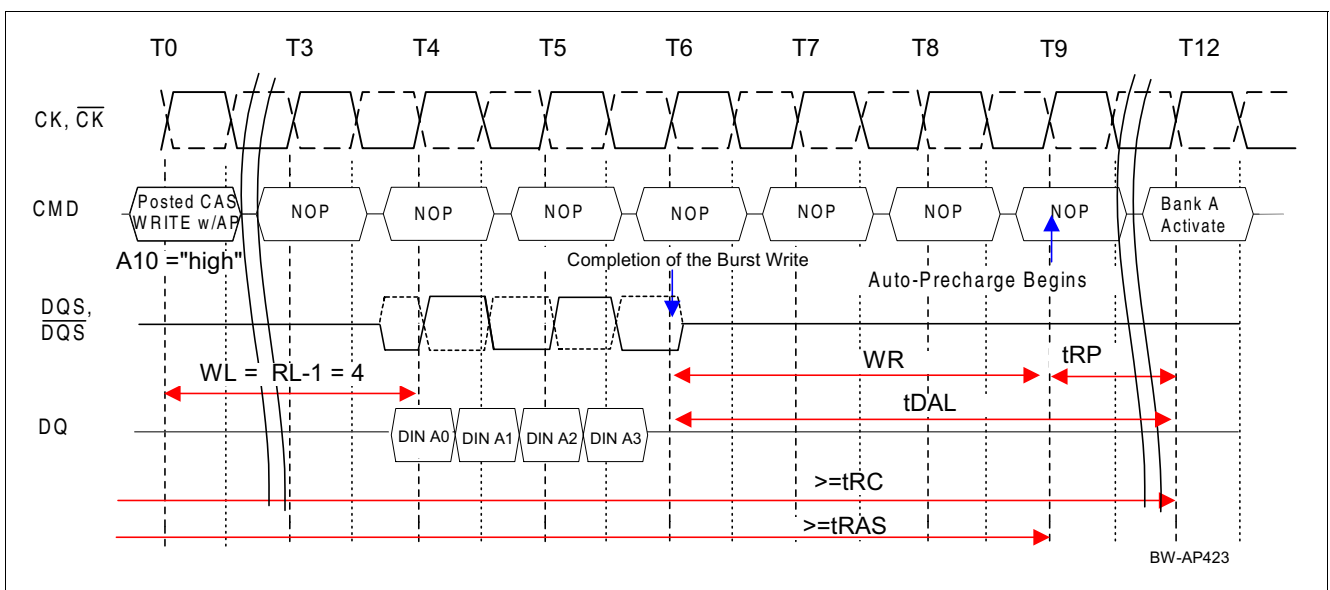 T0 T3 T4 T5 T6 T7 T8 T9 T12
CK, CK
CMD
Posted CAS
WRITE w/AP
NOP NOP NOP NOP NOP NOP NOP
Bank A
Activate
A10 ="high"
Completion of the Burst Write
Auto-Precharge Begins
DQS,
DQS
WL = RL-1 = 4
WR
tRP
tDAL
DQ
DIN A0 DIN A1 DIN A2 DIN A3
>=tRC
>=tRAS
BW-AP423